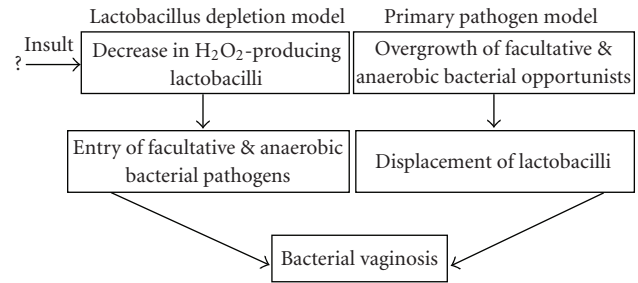 Lactobacillus depletion model
Primary pathogen model
Insult
?
Decrease in H₂O₂-producing
lactobacilli
Overgrowth of facultative &
anaerobic bacterial opportunists
Entry of facultative & anaerobic
bacterial pathogens
Displacement of lactobacilli
Bacterial vaginosis